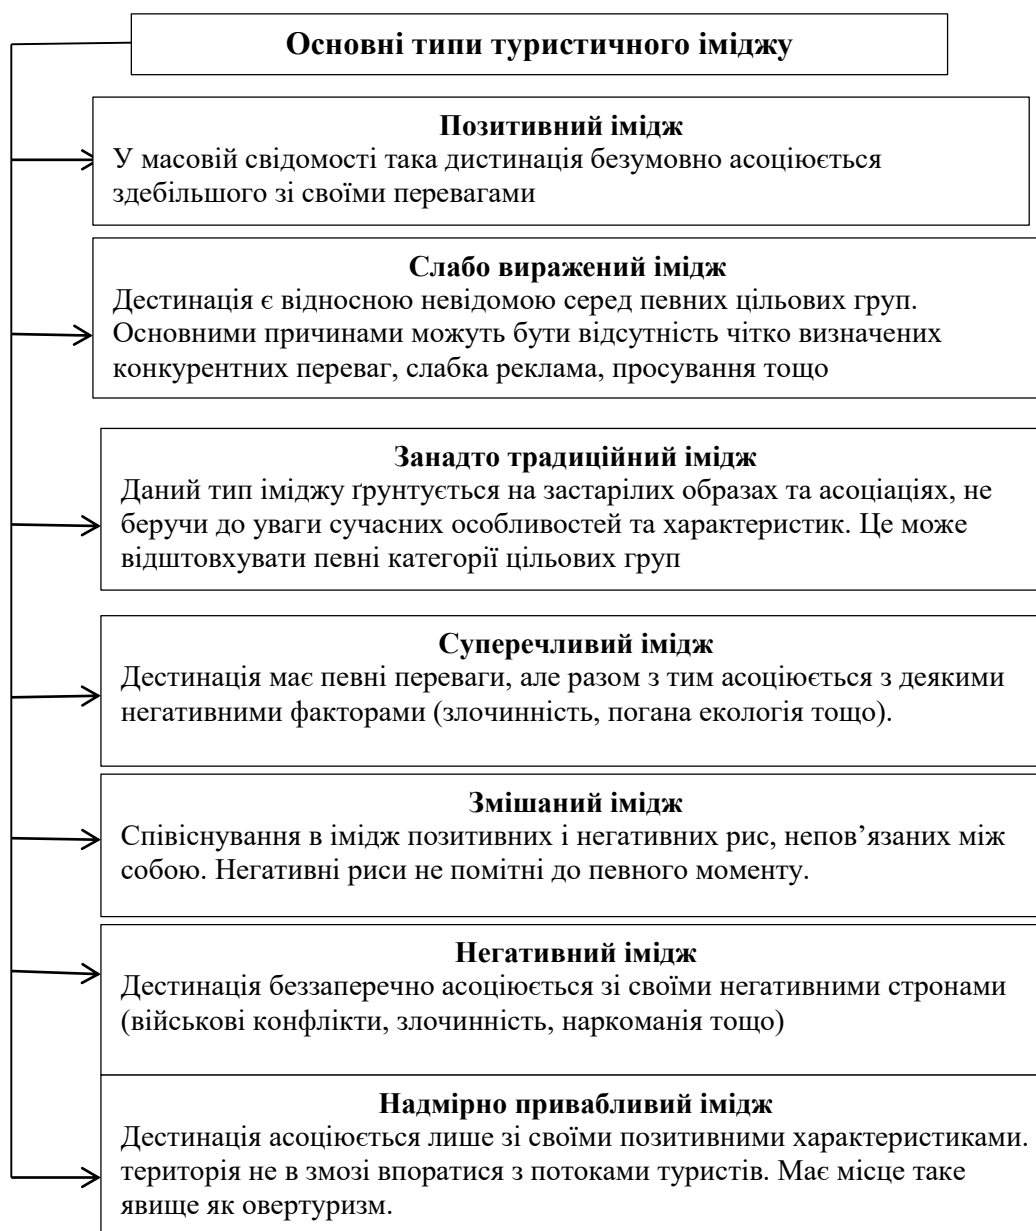 Основні типи туристичного іміджу
Позитивний імідж
У масовій свідомості така дистинація безумовно асоціюється
здебільшого зі своїми перевагами
Слабо виражений імідж
Дестинація є відносною невідомою серед певних цільових груп.
Основними причинами можуть бути відсутність чітко визначених
конкурентних переваг, слабка реклама, просування тощо
Занадто традиційний імідж
Даний тип іміджу ґрунтується на застарілих образах та асоціаціях, не
беручи до уваги сучасних особливостей та характеристик. Це може
відштовхувати певні категорії цільових груп
Суперечливий імідж
Дестинація має певні переваги, але разом з тим асоціюється з деякими
негативними факторами (злочинність, погана екологія тощо).
Змішаний імідж
Співіснування в імідж позитивних і негативних рис, непов’язаних між
собою. Негативні риси не помітні до певного моменту.
Негативний імідж
Дестинація беззаперечно асоціюється зі своїми негативними стронами
(військові конфлікти, злочинність, наркоманія тощо)
Надмірно привабливий імідж
Дестинація асоціюється лише зі своїми позитивними характеристиками.
територія не в змозі впоратися з потоками туристів. Має місце таке
явище як овертуризм.